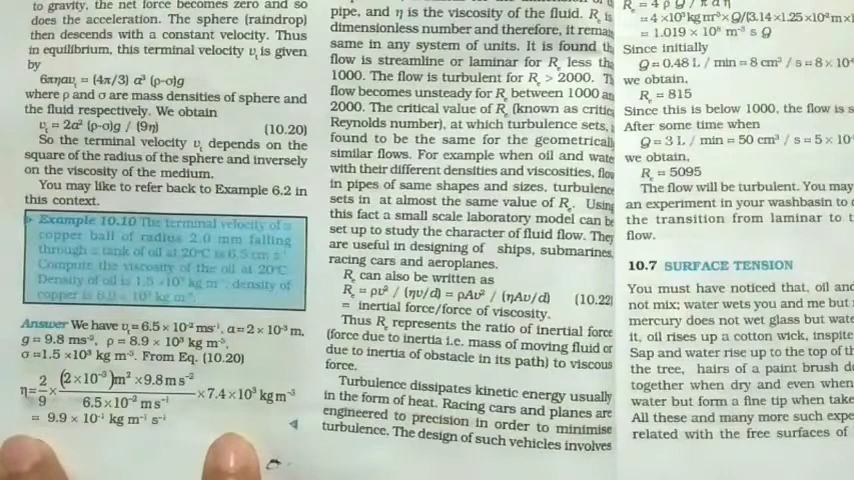 to gravity, the net force becomes zero and so
does the acceleration. The sphere (raindrop)
then descends with a constant velocity. Thus
in equilibrium, this terminal velocity vₜ is given
by
6πηavₜ = (4π/3) a³ (ρ-σ)g
where ρ and σ are mass densities of sphere and
the fluid respectively. We obtain
vₜ = 2a² (ρ-σ)g / (9η) (10.20)
So the terminal velocity vₜ depends on the
square of the radius of the sphere and inversely
on the viscosity of the medium.
You may like to refer back to Example 6.2 in
this context.
Example 10.10 The terminal velocity of a
copper ball of radius 2.0 mm falling
through a tank of oil at 20°C is 6.5 cm s⁻¹
Compute the viscosity of the oil at 20°C.
Density of oil is 1.5 ×10³ kg m⁻³, density of
copper is 8.9 × 10³ kg m⁻³.
Answer We have vₜ = 6.5 × 10⁻² ms⁻¹, a = 2 × 10⁻³ m,
g = 9.8 ms⁻², ρ = 8.9 × 10³ kg m⁻³,
σ =1.5 ×10³ kg m⁻³. From Eq. (10.20)
η = 2/9 × (2×10⁻³)m² × 9.8 m s⁻² / 6.5×10⁻² m s⁻¹ × 7.4 × 10³ kg m⁻³
= 9.9 × 10⁻¹ kg m⁻¹ s⁻¹
pipe, and η is the viscosity of the fluid. Rₑ is
dimensionless number and therefore, it
same in any system of units. It is found
flow is streamline or laminar for Rₑ less
1000. The flow is turbulent for Rₑ > 2000.
flow becomes unsteady for Rₑ between 1000
2000. The critical value of Rₑ (known as
Reynolds number), at which turbulence sets,
found to be the same for the
similar flows. For example when oil and
with their different densities and viscosities,
in pipes of same shapes and sizes,
sets in at almost the same value of Rₑ. Using
this fact a small scale laboratory model can be
set up to study the character of fluid flow. They
are useful in designing of ships, submarines,
racing cars and aeroplanes.
Rₑ can also be written as
Rₑ = ρv² / (ηv/d) = ρAv² / (ηAv/d) (10.22)
= inertial force/force of viscosity.
Thus Rₑ represents the ratio of inertial force
(force due to inertia i.e. mass of moving fluid or
due to inertia of obstacle in its path) to viscous
force.
Turbulence dissipates kinetic energy usually
in the form of heat. Racing cars and planes are
engineered to precision in order to minimise
turbulence. The design of such vehicles involves
Rₑ = 4 ρ Q / π d η
= 4 ×10³ kg m⁻³ × Q/(3.14 ×1.25 ×10⁻² m ×
= 1.019 × 10⁸ m⁻³ s Q
Since initially
Q = 0.48 L / min = 8 cm³ / s = 8 ×
we obtain,
Rₑ = 815
Since this is below 1000, the flow is
After some time when
Q = 3 L / min = 50 cm³ / s = 5 ×
we obtain,
Rₑ = 5095
The flow will be turbulent. You may
an experiment in your washbasin to
the transition from laminar to
flow.
10.7 SURFACE TENSION
You must have noticed that, oil and
not mix; water wets you and me but
mercury does not wet glass but
it, oil rises up a cotton wick, inspite
Sap and water rise up to the top of
the tree, hairs of a paint brush
together when dry and even when
water but form a fine tip when
All these and many more such
related with the free surfaces of